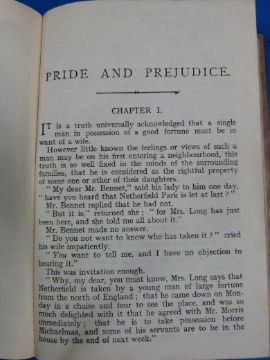 PRIDE AND PREJUDICE.
CHAPTER I.
It is a truth universally acknowledged that a single
man in possession of a good fortune must be in
want of a wife.
However little known the feelings or views of such a
man may be on his first entering a neighbourhood, this
truth is so well fixed in the minds of the surrounding
families, that he is considered as the rightful property
of some one or other of their daughters.
" My dear Mr. Bennet," said his lady to him one day.
" have you heard that Netherfield Park is let at last ? "
Mr. Bennet replied that he had not.
" But it is," returned she ; " for Mrs. Long has just
been here, and she told me all about it."
Mr. Bennet made no answer.
" Do you not want to know who has taken it ? " cried
his wife impatiently.
" You want to tell me, and I have no objection to
hearing it."
This was invitation enough.
" Why, my dear, you must know, Mrs. Long says that
Netherfield is taken by a young man of large fortune
from the north of England ; that he came down on Mon-
day in a chaise and four to see the place, and was so
much delighted with it that he agreed with Mr. Morris
immediately ; that he is to take possession before
Michaelmas, and some of his servants are to be in the
house by the end of next week."